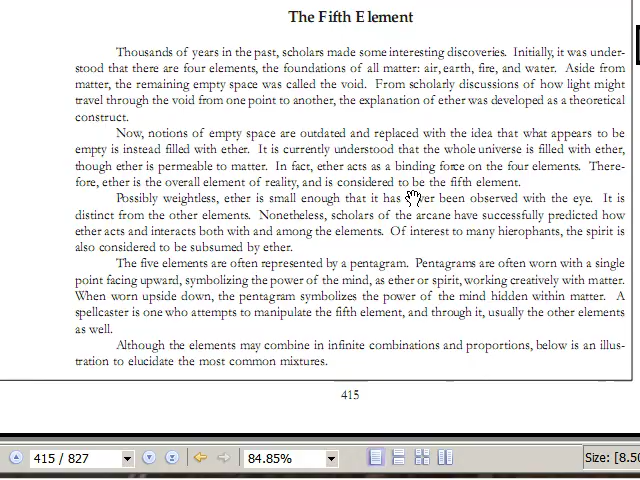 The Fifth Element
Thousands of years in the past, scholars made some interesting discoveries. Initially, it was under-
stood that there are four elements, the foundations of all matter: air, earth, fire, and water. Aside from
matter, the remaining empty space was called the void. From scholarly discussions of how light might
travel through the void from one point to another, the explanation of ether was developed as a theoretical
construct.
Now, notions of empty space are outdated and replaced with the idea that what appears to be
empty is instead filled with ether. It is currently understood that the whole universe is filled with ether,
though ether is permeable to matter. In fact, ether acts as a binding force on the four elements. There-
fore, ether is the overall element of reality, and is considered to be the fifth element.
Possibly weightless, ether is small enough that it has been observed with the eye. It is
distinct from the other elements. Nonetheless, scholars of the arcane have successfully predicted how
ether acts and interacts both with and among the elements. Of interest to many hierophants, the spirit is
also considered to be subsumed by ether.
The five elements are often represented by a pentagram. Pentagrams are often worn with a single
point facing upward, symbolizing the power of the mind, as ether or spirit, working creatively with matter.
When worn upside down, the pentagram symbolizes the power of the mind hidden within matter. A
spellcaster is one who attempts to manipulate the fifth element, and through it, usually the other elements
as well.
Although the elements may combine in infinite combinations and proportions, below is an illus-
tration to elucidate the most common mixtures.
415
415 / 827 84.85% Size: [8.50